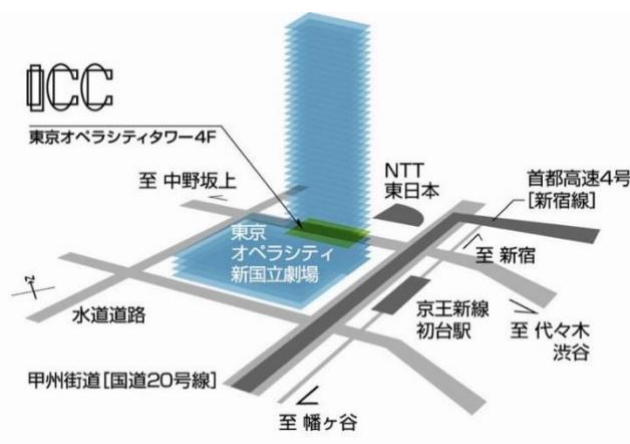 ICC
東京オペラシティタワー4F
至 中野坂上
NTT
東日本
首都高速4号
[新宿線]
東京
オペラシティ
新国立劇場
至 新宿
N
水道道路
京王新線
初台駅
至 代々木
渋谷
甲州街道[国道20号線]
至 幡ヶ谷